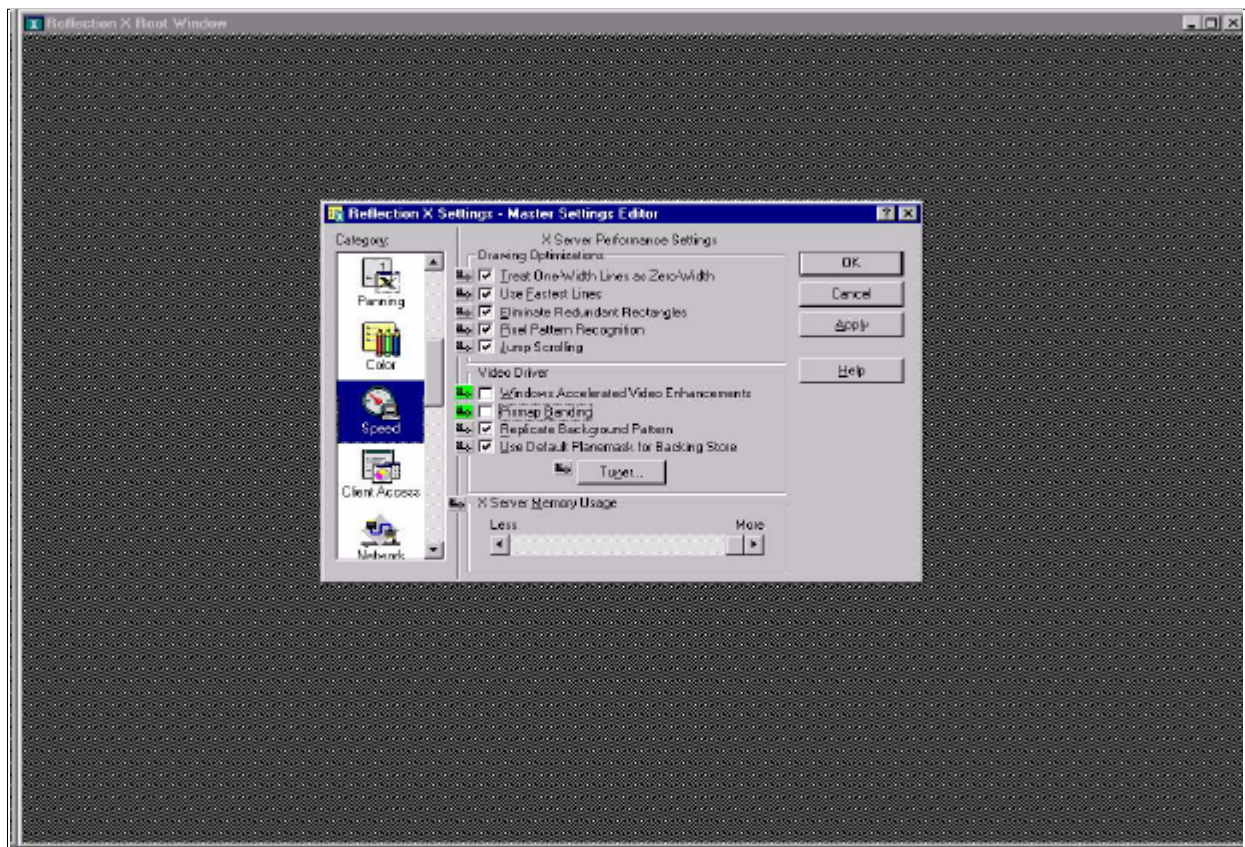 Reflection X Root Window
Reflection X Settings - Master Settings Editor
Category:
Panning
Color
Speed
Client Access
Network
X Server Performance Settings
Drawing Optimizations
Treat One-Width Lines as Zero-Width
Use Fastest Lines
Eliminate Redundant Rectangles
Pixel Pattern Recognition
Jump Scrolling
Video Driver
Windows Accelerated Video Enhancements
Pixmap Banding
Replicate Background Pattern
Use Default Planemask for Backing Store
Tuner...
X Server Memory Usage
Less More
OK
Cancel
Apply
Help